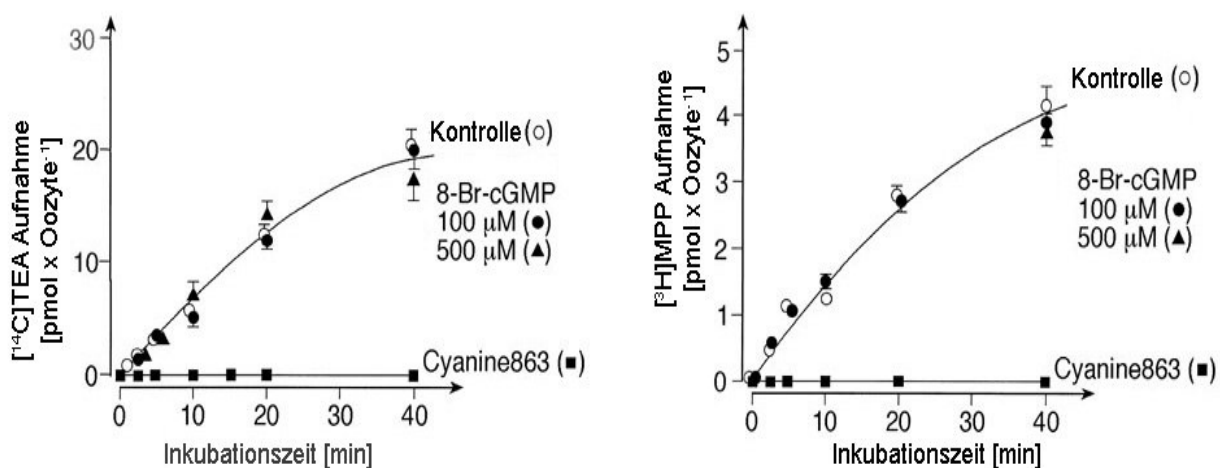 [¹⁴C]TEA Aufnahme
[pmol x Oozyte⁻¹]
30
20
10
0
Kontrolle (○)
8-Br-cGMP
100 µM (●)
500 µM (▲)
Cyanine863 (■)
0 10 20 30 40
Inkubationszeit [min]
[³H]MPP Aufnahme
[pmol x Oozyte⁻¹]
5
4
3
2
1
0
Kontrolle (○)
8-Br-cGMP
100 µM (●)
500 µM (▲)
Cyanine863 (■)
0 10 20 30 40
Inkubationszeit [min]